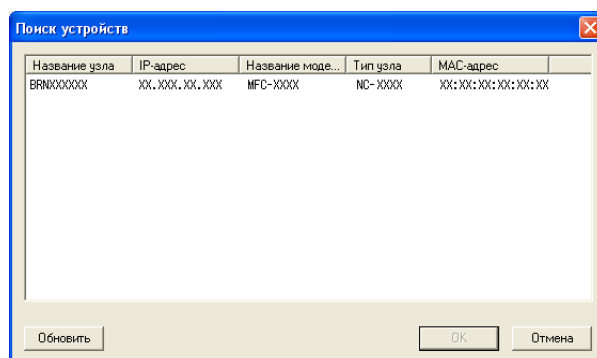 Поиск устройств
Название узла IP-адрес Название моде... Тип узла MAC-адрес
BRNXXXXXX XX.XXX.XX.XXX MFC-XXXX NC-XXXX XX:XX:XX:XX:XX:XX
Обновить OK Отмена